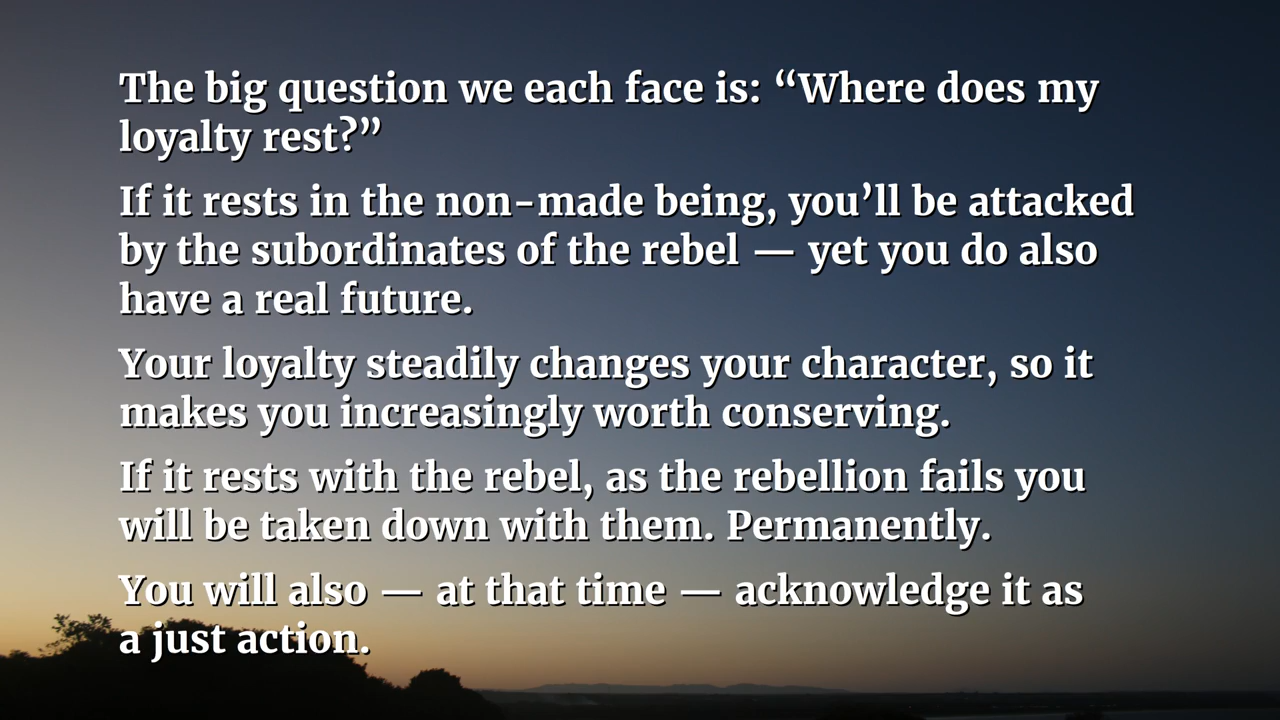 The big question we each face is: “Where does my
loyalty rest?”
If it rests in the non-made being, you’ll be attacked
by the subordinates of the rebel — yet you do also
have a real future.
Your loyalty steadily changes your character, so it
makes you increasingly worth conserving.
If it rests with the rebel, as the rebellion fails you
will be taken down with them. Permanently.
You will also — at that time — acknowledge it as
a just action.